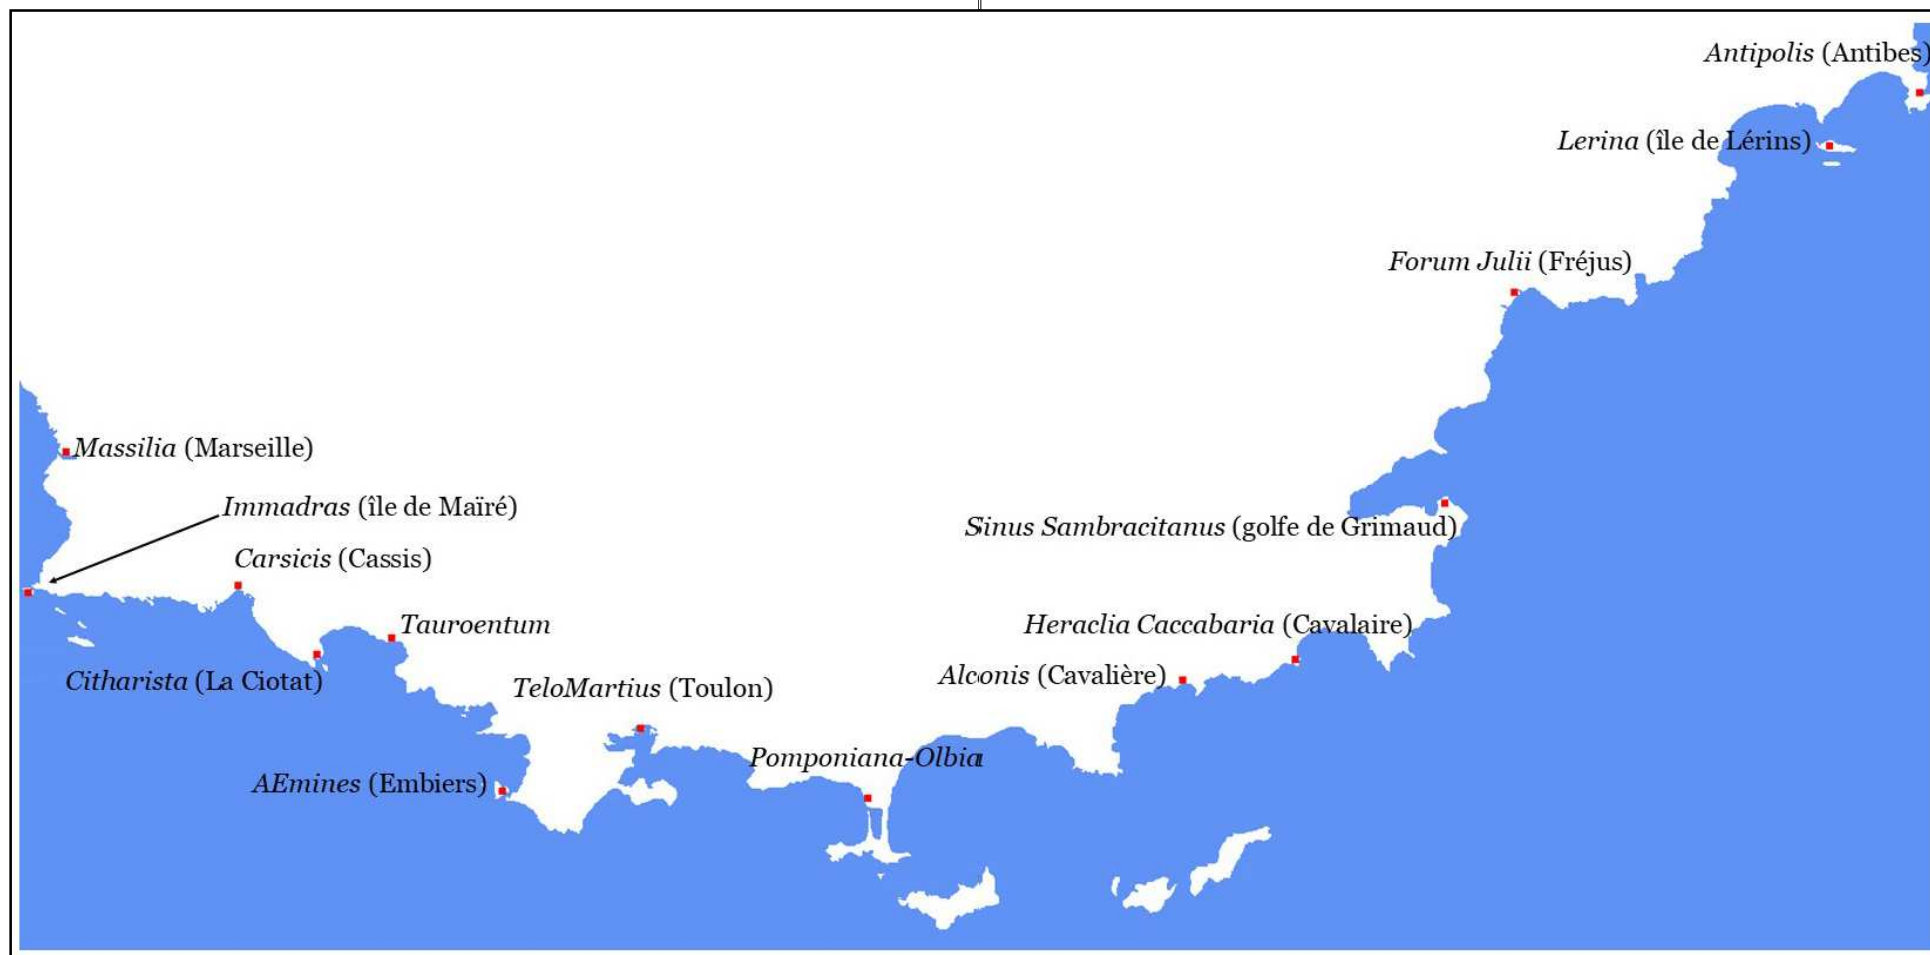 Antipolis (Antibes)
Lerina (île de Lérins)
Forum Julii (Fréjus)
Massilia (Marseille)
Immadras (île de Maïré)
Sinus Sambracitanus (golfe de Grimaud)
Carsicis (Cassis)
Tauroentum
Heraclia Caccabaria (Cavalaire)
Citharista (La Ciotat)
Alconis (Cavalière)
TeloMartius (Toulon)
Pomponiana-Olbia
AEmines (Embiers)